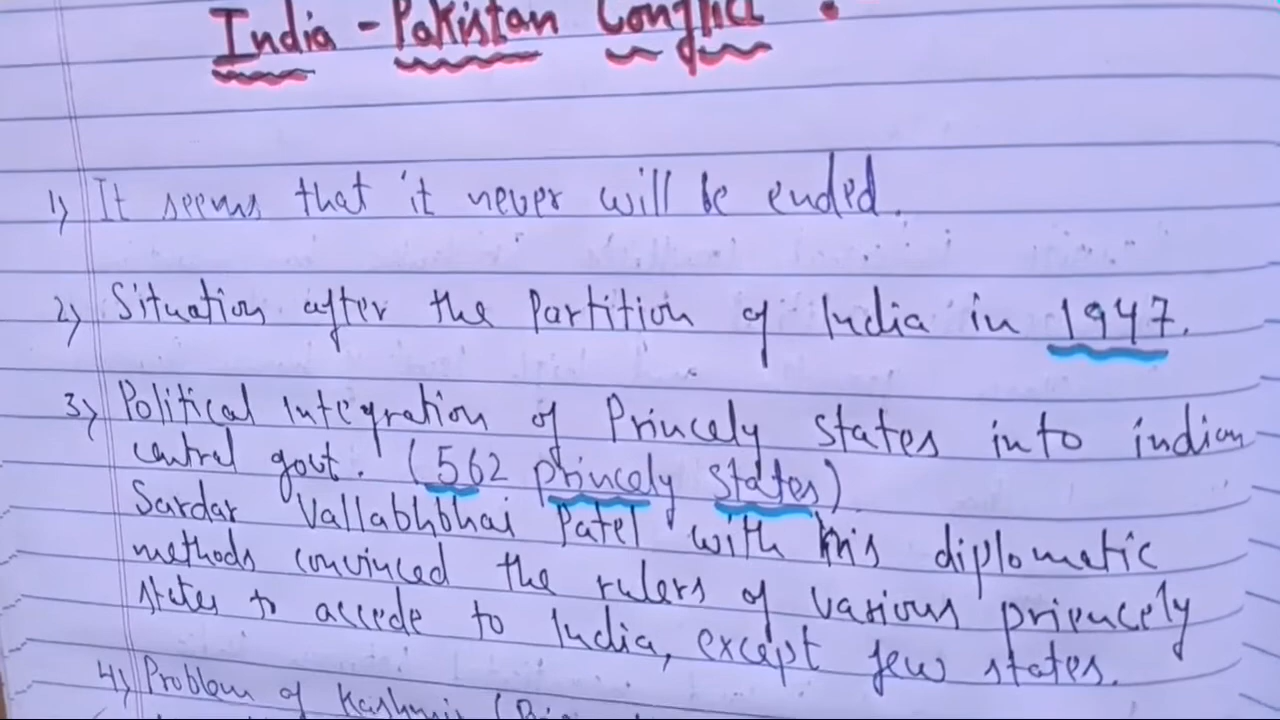 India - Pakistan Conflict :
1) It seems that it never will be ended.
2) Situation after the Partition of India in 1947.
3) Political Integration of Princely states into indian
central govt. (562 princely states)
Sardar Vallabhbhai Patel with his diplomatic
methods convinced the rulers of various priencely
states to accede to India, except few states.
4) Problem of Kashmir (